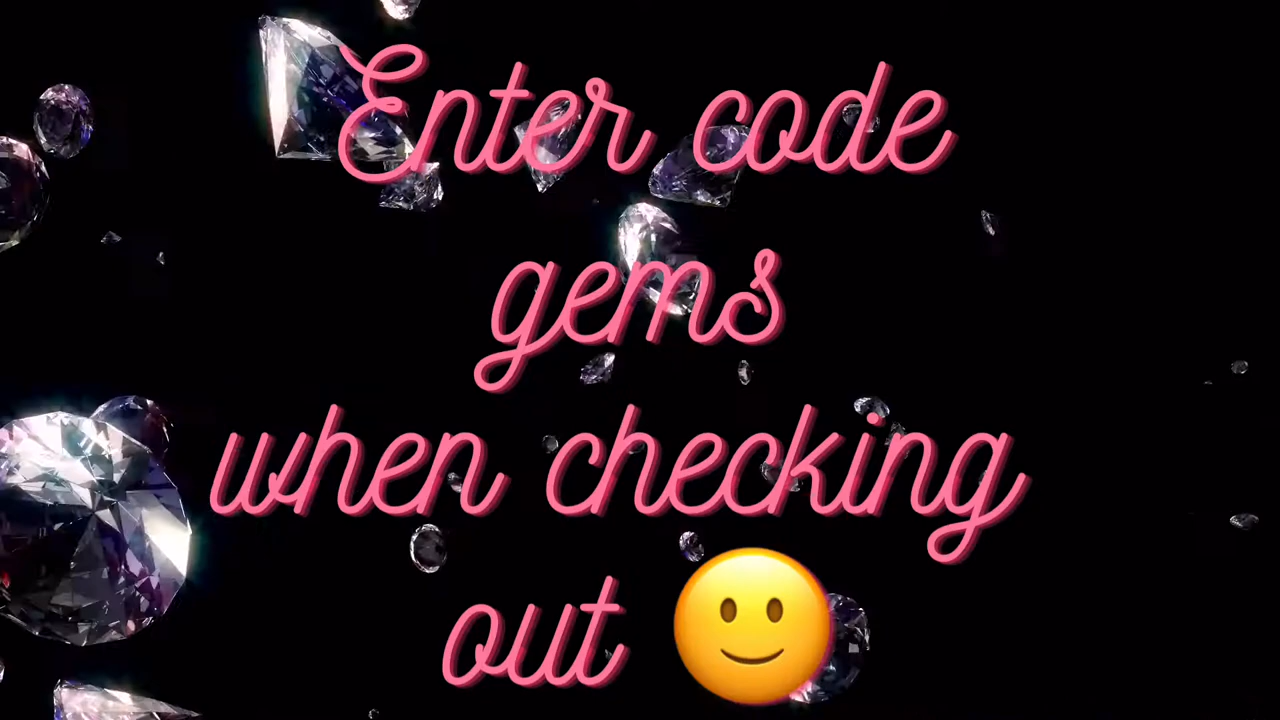 Enter code
gems
when checking
out 🙂